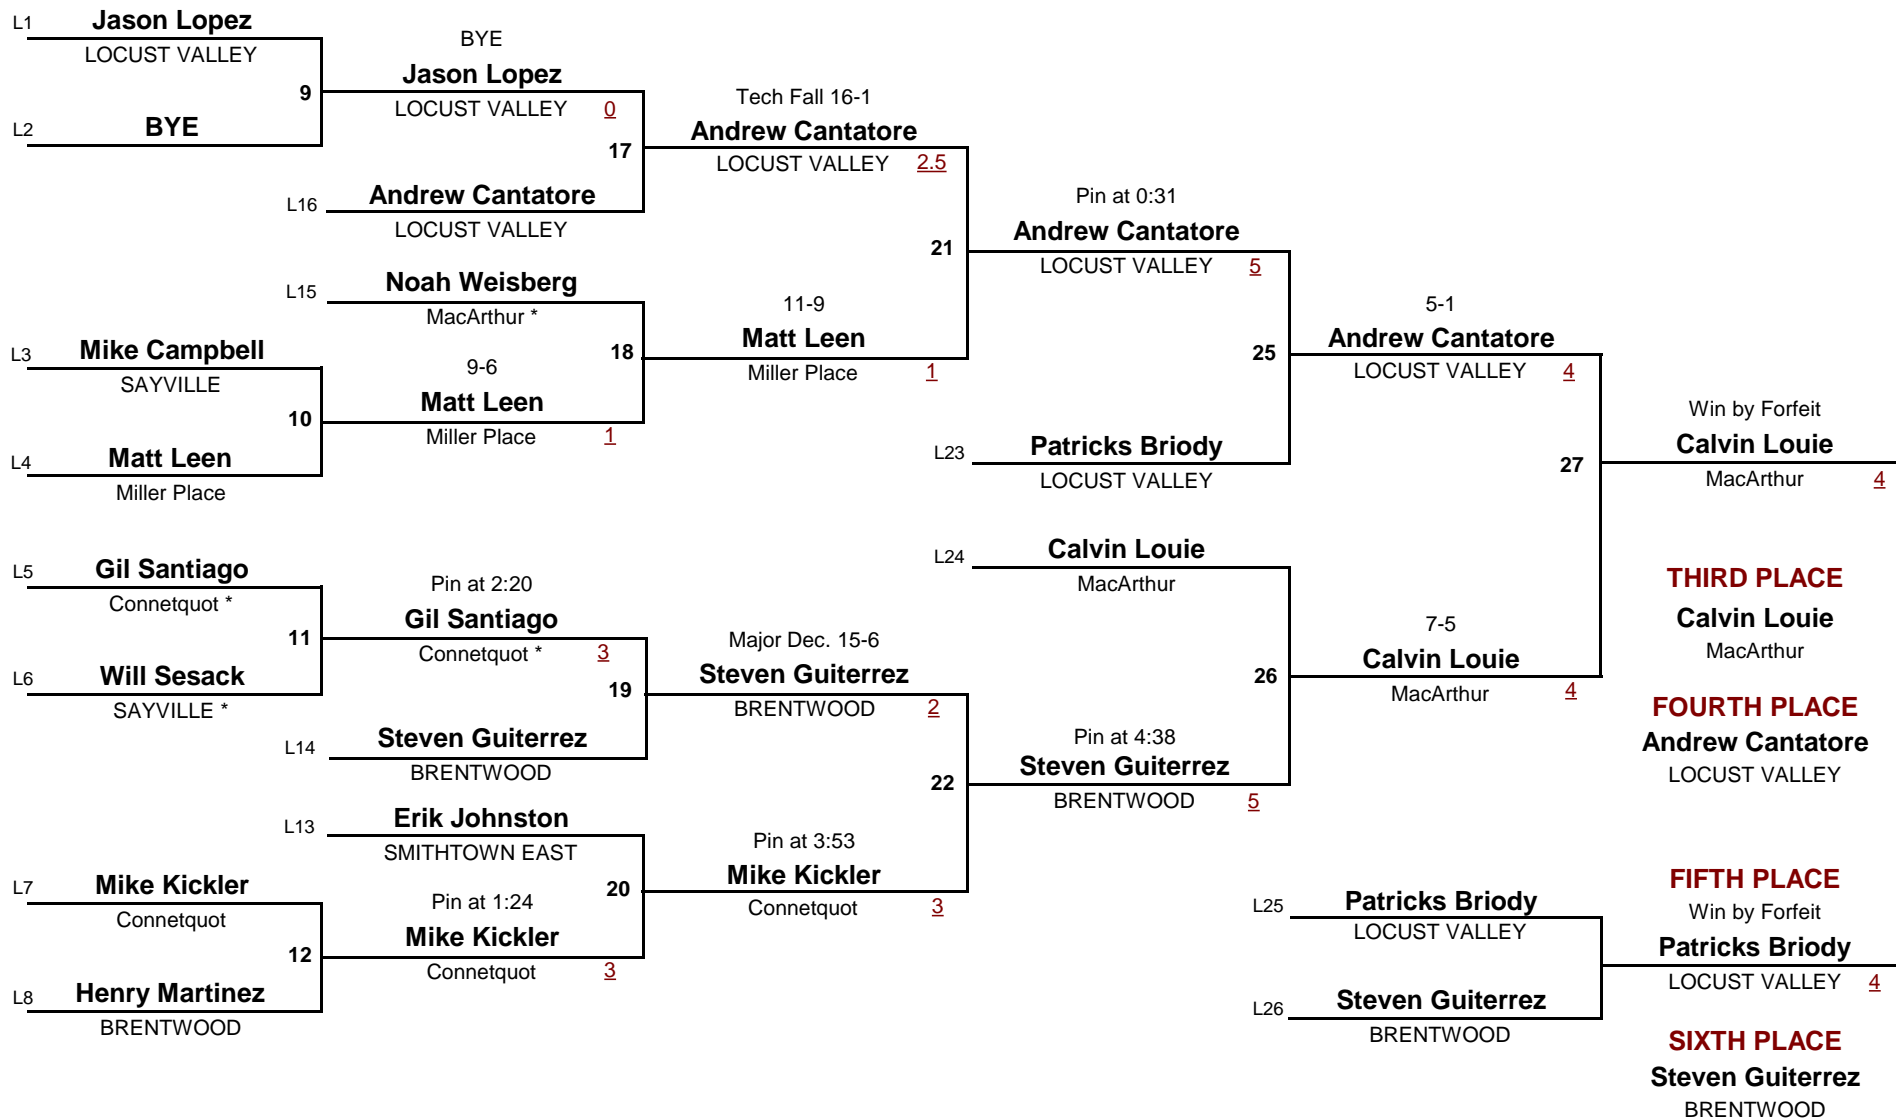 L1 Jason Lopez
LOCUST VALLEY
9
L2 BYE
BYE
Jason Lopez
LOCUST VALLEY 0
17
L16 Andrew Cantatore
LOCUST VALLEY
L15 Noah Weisberg
MacArthur *
18
L3 Mike Campbell
SAYVILLE
10
L4 Matt Leen
Miller Place
9-6
Matt Leen
Miller Place 1
Tech Fall 16-1
Andrew Cantatore
LOCUST VALLEY 2.5
21
11-9
Matt Leen
Miller Place 1
Pin at 0:31
Andrew Cantatore
LOCUST VALLEY 5
25
L23 Patricks Briody
LOCUST VALLEY
5-1
Andrew Cantatore
LOCUST VALLEY 4
27
Win by Forfeit
Calvin Louie
MacArthur 4
L5 Gil Santiago
Connetquot *
11
L6 Will Sesack
SAYVILLE *
Pin at 2:20
Gil Santiago
Connetquot * 3
19
L14 Steven Guiterrez
BRENTWOOD
L13 Erik Johnston
SMITHTOWN EAST
20
L7 Mike Kickler
Connetquot
12
L8 Henry Martinez
BRENTWOOD
Pin at 1:24
Mike Kickler
Connetquot 3
Major Dec. 15-6
Steven Guiterrez
BRENTWOOD 2
22
Pin at 3:53
Mike Kickler
Connetquot 3
L24 Calvin Louie
MacArthur
26
Pin at 4:38
Steven Guiterrez
BRENTWOOD 5
7-5
Calvin Louie
MacArthur 4
THIRD PLACE
Calvin Louie
MacArthur
FOURTH PLACE
Andrew Cantatore
LOCUST VALLEY
L25 Patricks Briody
LOCUST VALLEY
L26 Steven Guiterrez
BRENTWOOD
FIFTH PLACE
Win by Forfeit
Patricks Briody
LOCUST VALLEY 4
SIXTH PLACE
Steven Guiterrez
BRENTWOOD